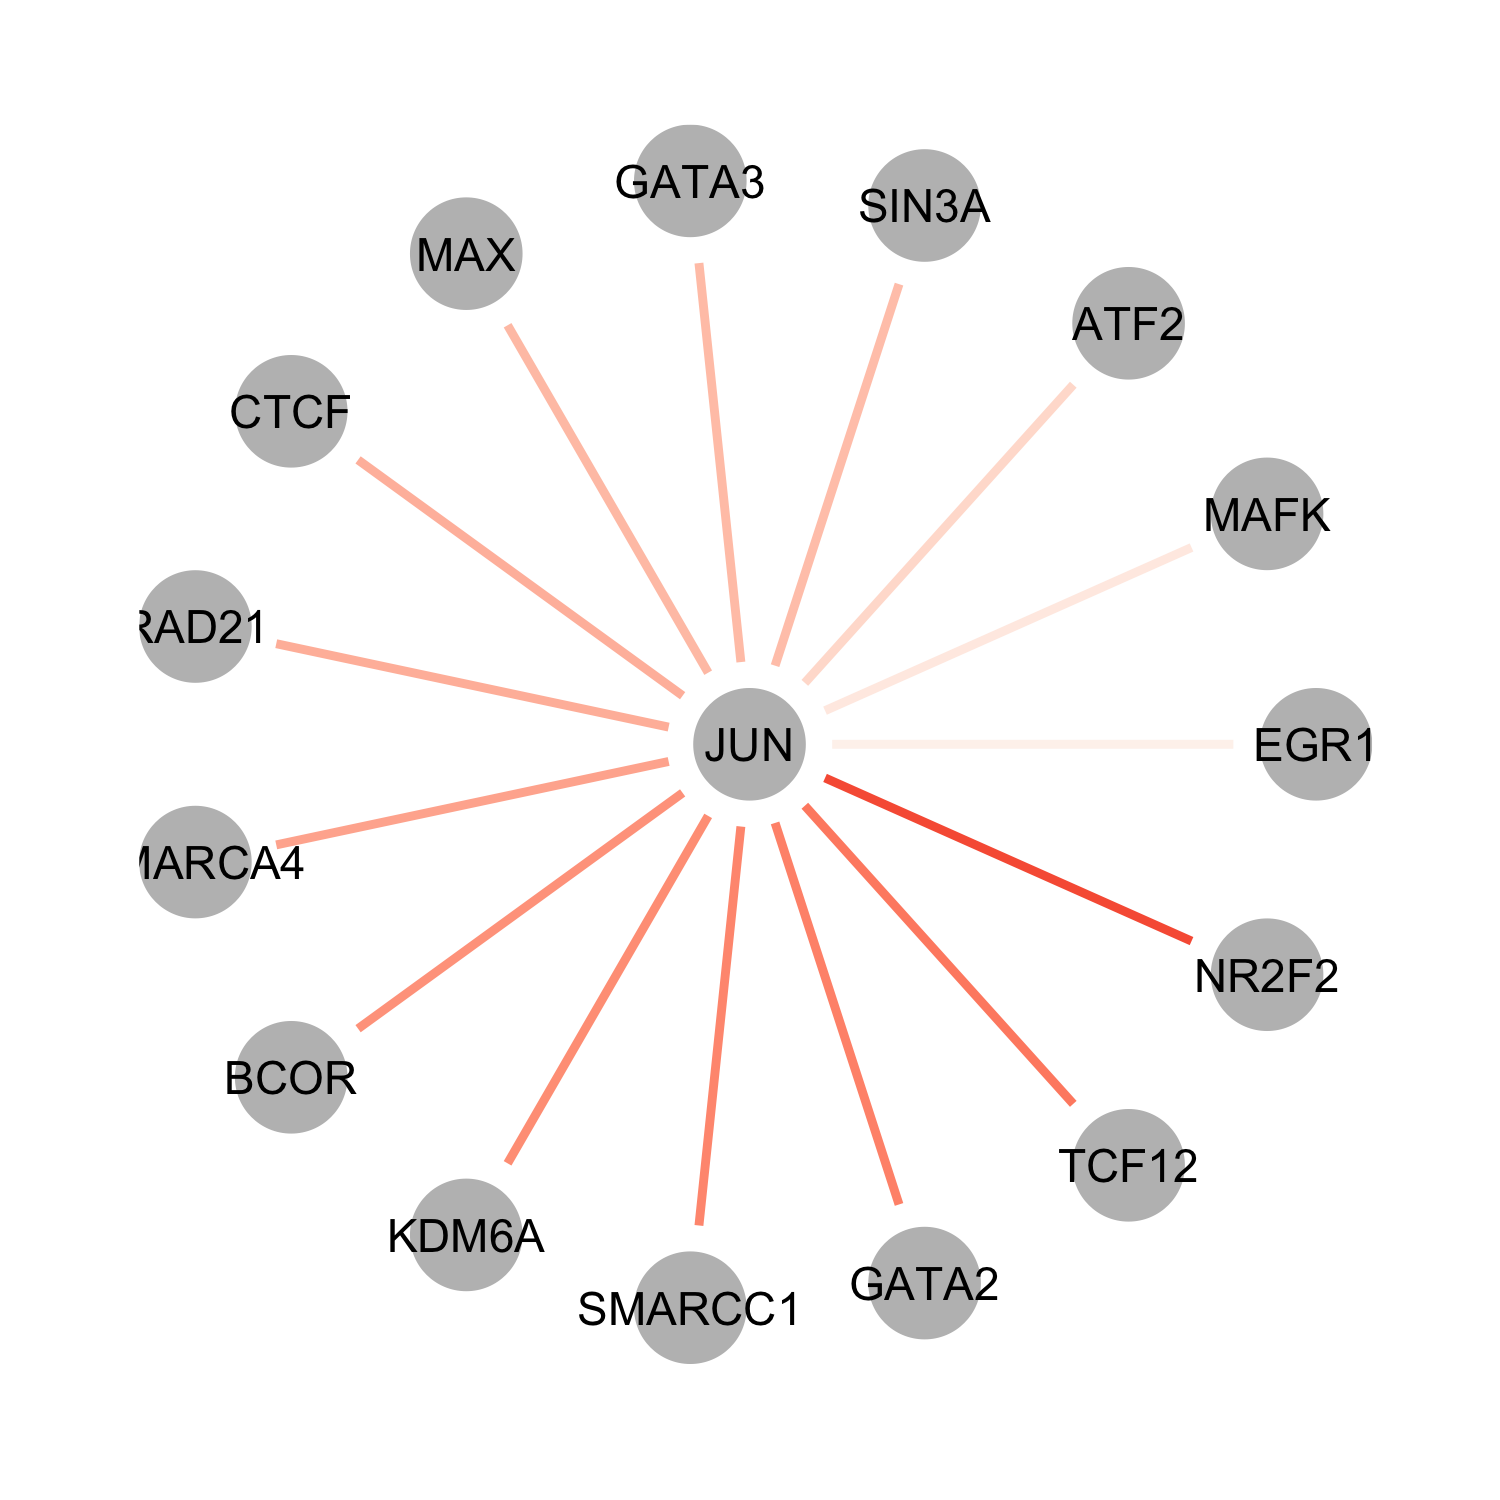 GATA3
SIN3A
MAX
ATF2
CTCF
MAFK
RAD21
JUN
EGR1
MARCA4
NR2F2
BCOR
TCF12
KDM6A
GATA2
SMARCC1